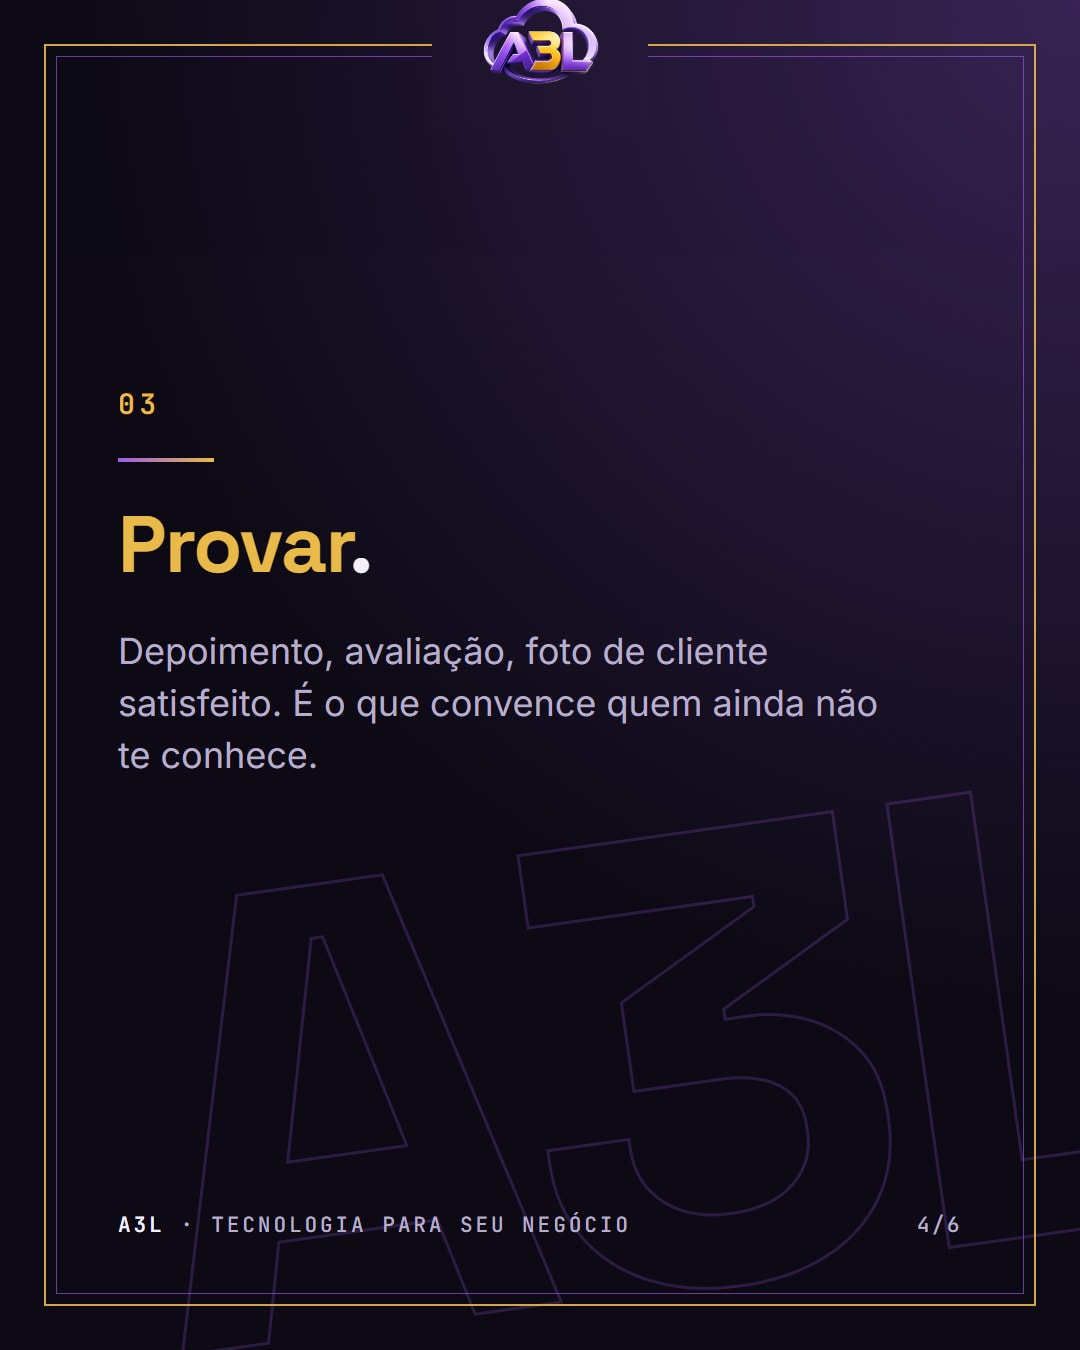 A3L
03
Provar.
Depoimento, avaliação, foto de cliente
satisfeito. É o que convence quem ainda não
te conhece.
A3L
A3L · TECNOLOGIA PARA SEU NEGÓCIO
4/6